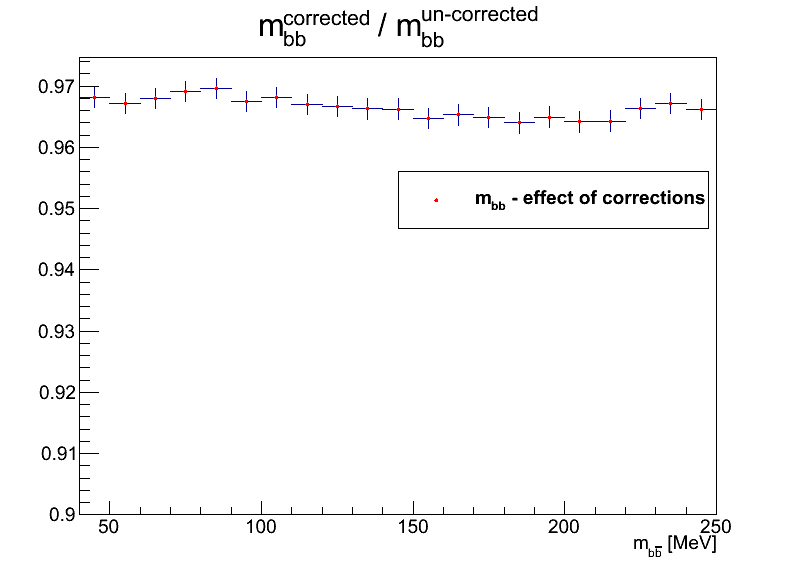 m_bb^corrected / m_bb^un-corrected
0.97
0.96
m_bb - effect of corrections
0.95
0.94
0.93
0.92
0.91
0.9
50 100 150 200 250
m_bb̅ [MeV]